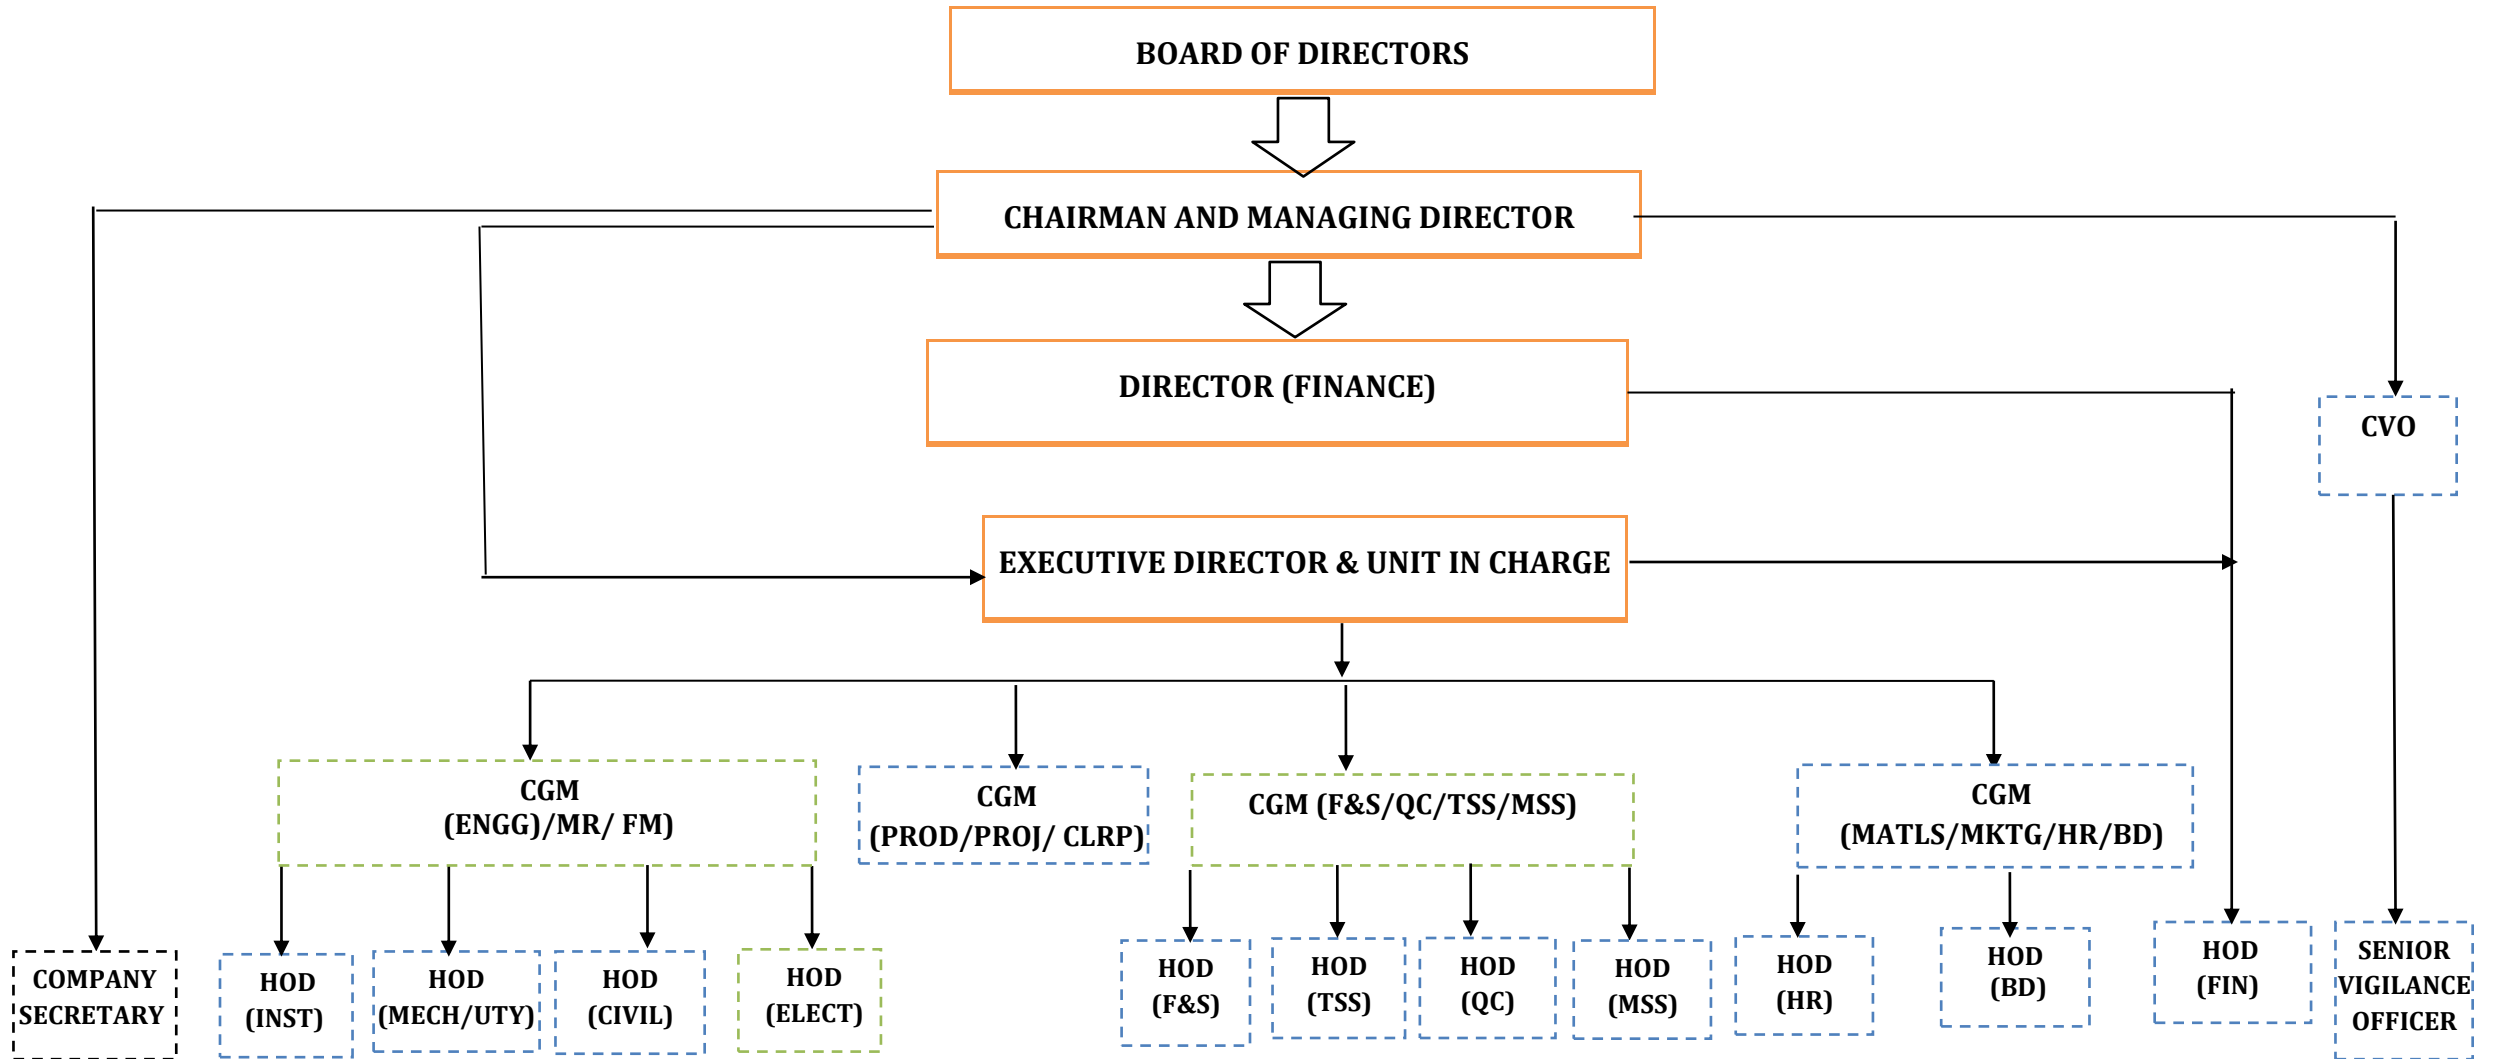 BOARD OF DIRECTORS
CHAIRMAN AND MANAGING DIRECTOR
DIRECTOR (FINANCE)
CVO
EXECUTIVE DIRECTOR & UNIT IN CHARGE
CGM
(ENGG)/MR/ FM)
CGM
(PROD/PROJ/ CLRP)
CGM (F&S/QC/TSS/MSS)
CGM
(MATLS/MKTG/HR/BD)
COMPANY
SECRETARY
HOD
(INST)
HOD
(MECH/UTY)
HOD
(CIVIL)
HOD
(ELECT)
HOD
(F&S)
HOD
(TSS)
HOD
(QC)
HOD
(MSS)
HOD
(HR)
HOD
(BD)
HOD
(FIN)
SENIOR
VIGILANCE
OFFICER